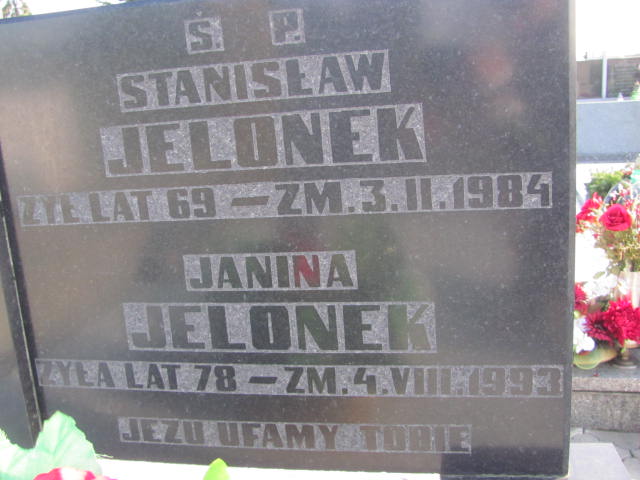 Ś. P.
STANISŁAW
JELONEK
ŻYŁ LAT 69 — ZM. 3. II. 1984
JANINA
JELONEK
ŻYŁA LAT 78 — ZM. 4. VIII. 1993
JEZU UFAMY TOBIE